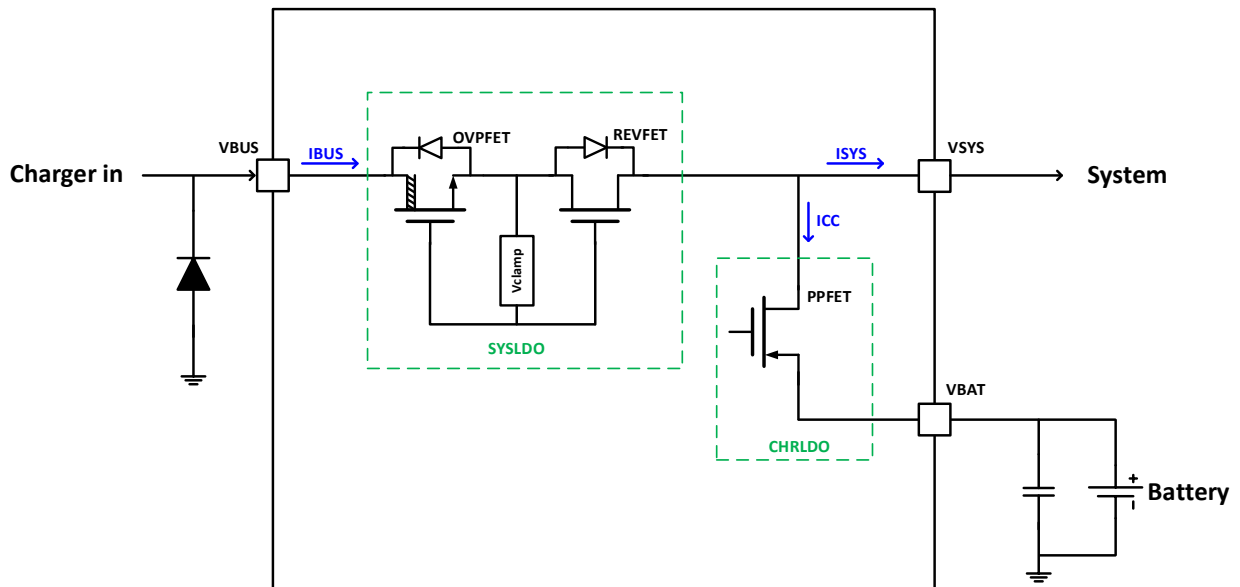 OVPFET
REVFET
VBUS
IBUS
ISYS
VSYS
Charger in
System
ICC
Vclamp
PPFET
SYSLDO
VBAT
CHRLDO
+
Battery